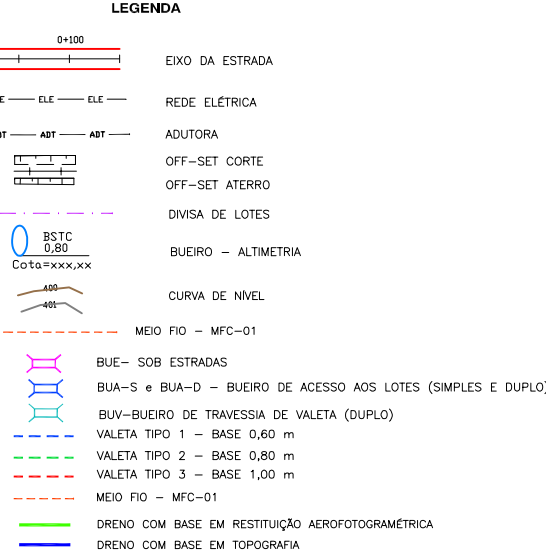 LEGENDA
0+100
EIXO DA ESTRADA
ELE ELE REDE ELÉTRICA
ADT ADT ADUTORA
OFF-SET CORTE
OFF-SET ATERRO
DIVISA DE LOTES
BSTC
0,80
BUEIRO - ALTIMETRIA
Cota=xxx,xx
400
CURVA DE NÍVEL
401
MEIO FIO - MFC-01
BUE- SOB ESTRADAS
BUA-S e BUA-D - BUEIRO DE ACESSO AOS LOTES (SIMPLES E DUPLO)
BUV-BUEIRO DE TRAVESSIA DE VALETA (DUPLO)
VALETA TIPO 1 - BASE 0,60 m
VALETA TIPO 2 - BASE 0,80 m
VALETA TIPO 3 - BASE 1,00 m
MEIO FIO - MFC-01
DRENO COM BASE EM RESTITUIÇÃO AEROFOTOGRAMÉTRICA
DRENO COM BASE EM TOPOGRAFIA